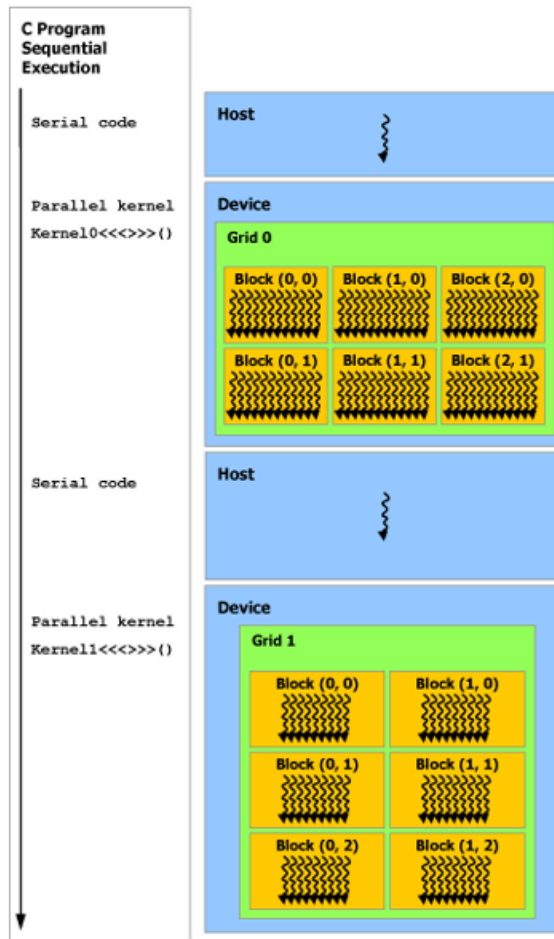 C Program
Sequential
Execution
Serial code
Host
Parallel kernel
Kernel0<<<>>>()
Device
Grid 0
Block (0, 0) Block (1, 0) Block (2, 0)
Block (0, 1) Block (1, 1) Block (2, 1)
Serial code
Host
Parallel kernel
Kernel1<<<>>>()
Device
Grid 1
Block (0, 0) Block (1, 0)
Block (0, 1) Block (1, 1)
Block (0, 2) Block (1, 2)